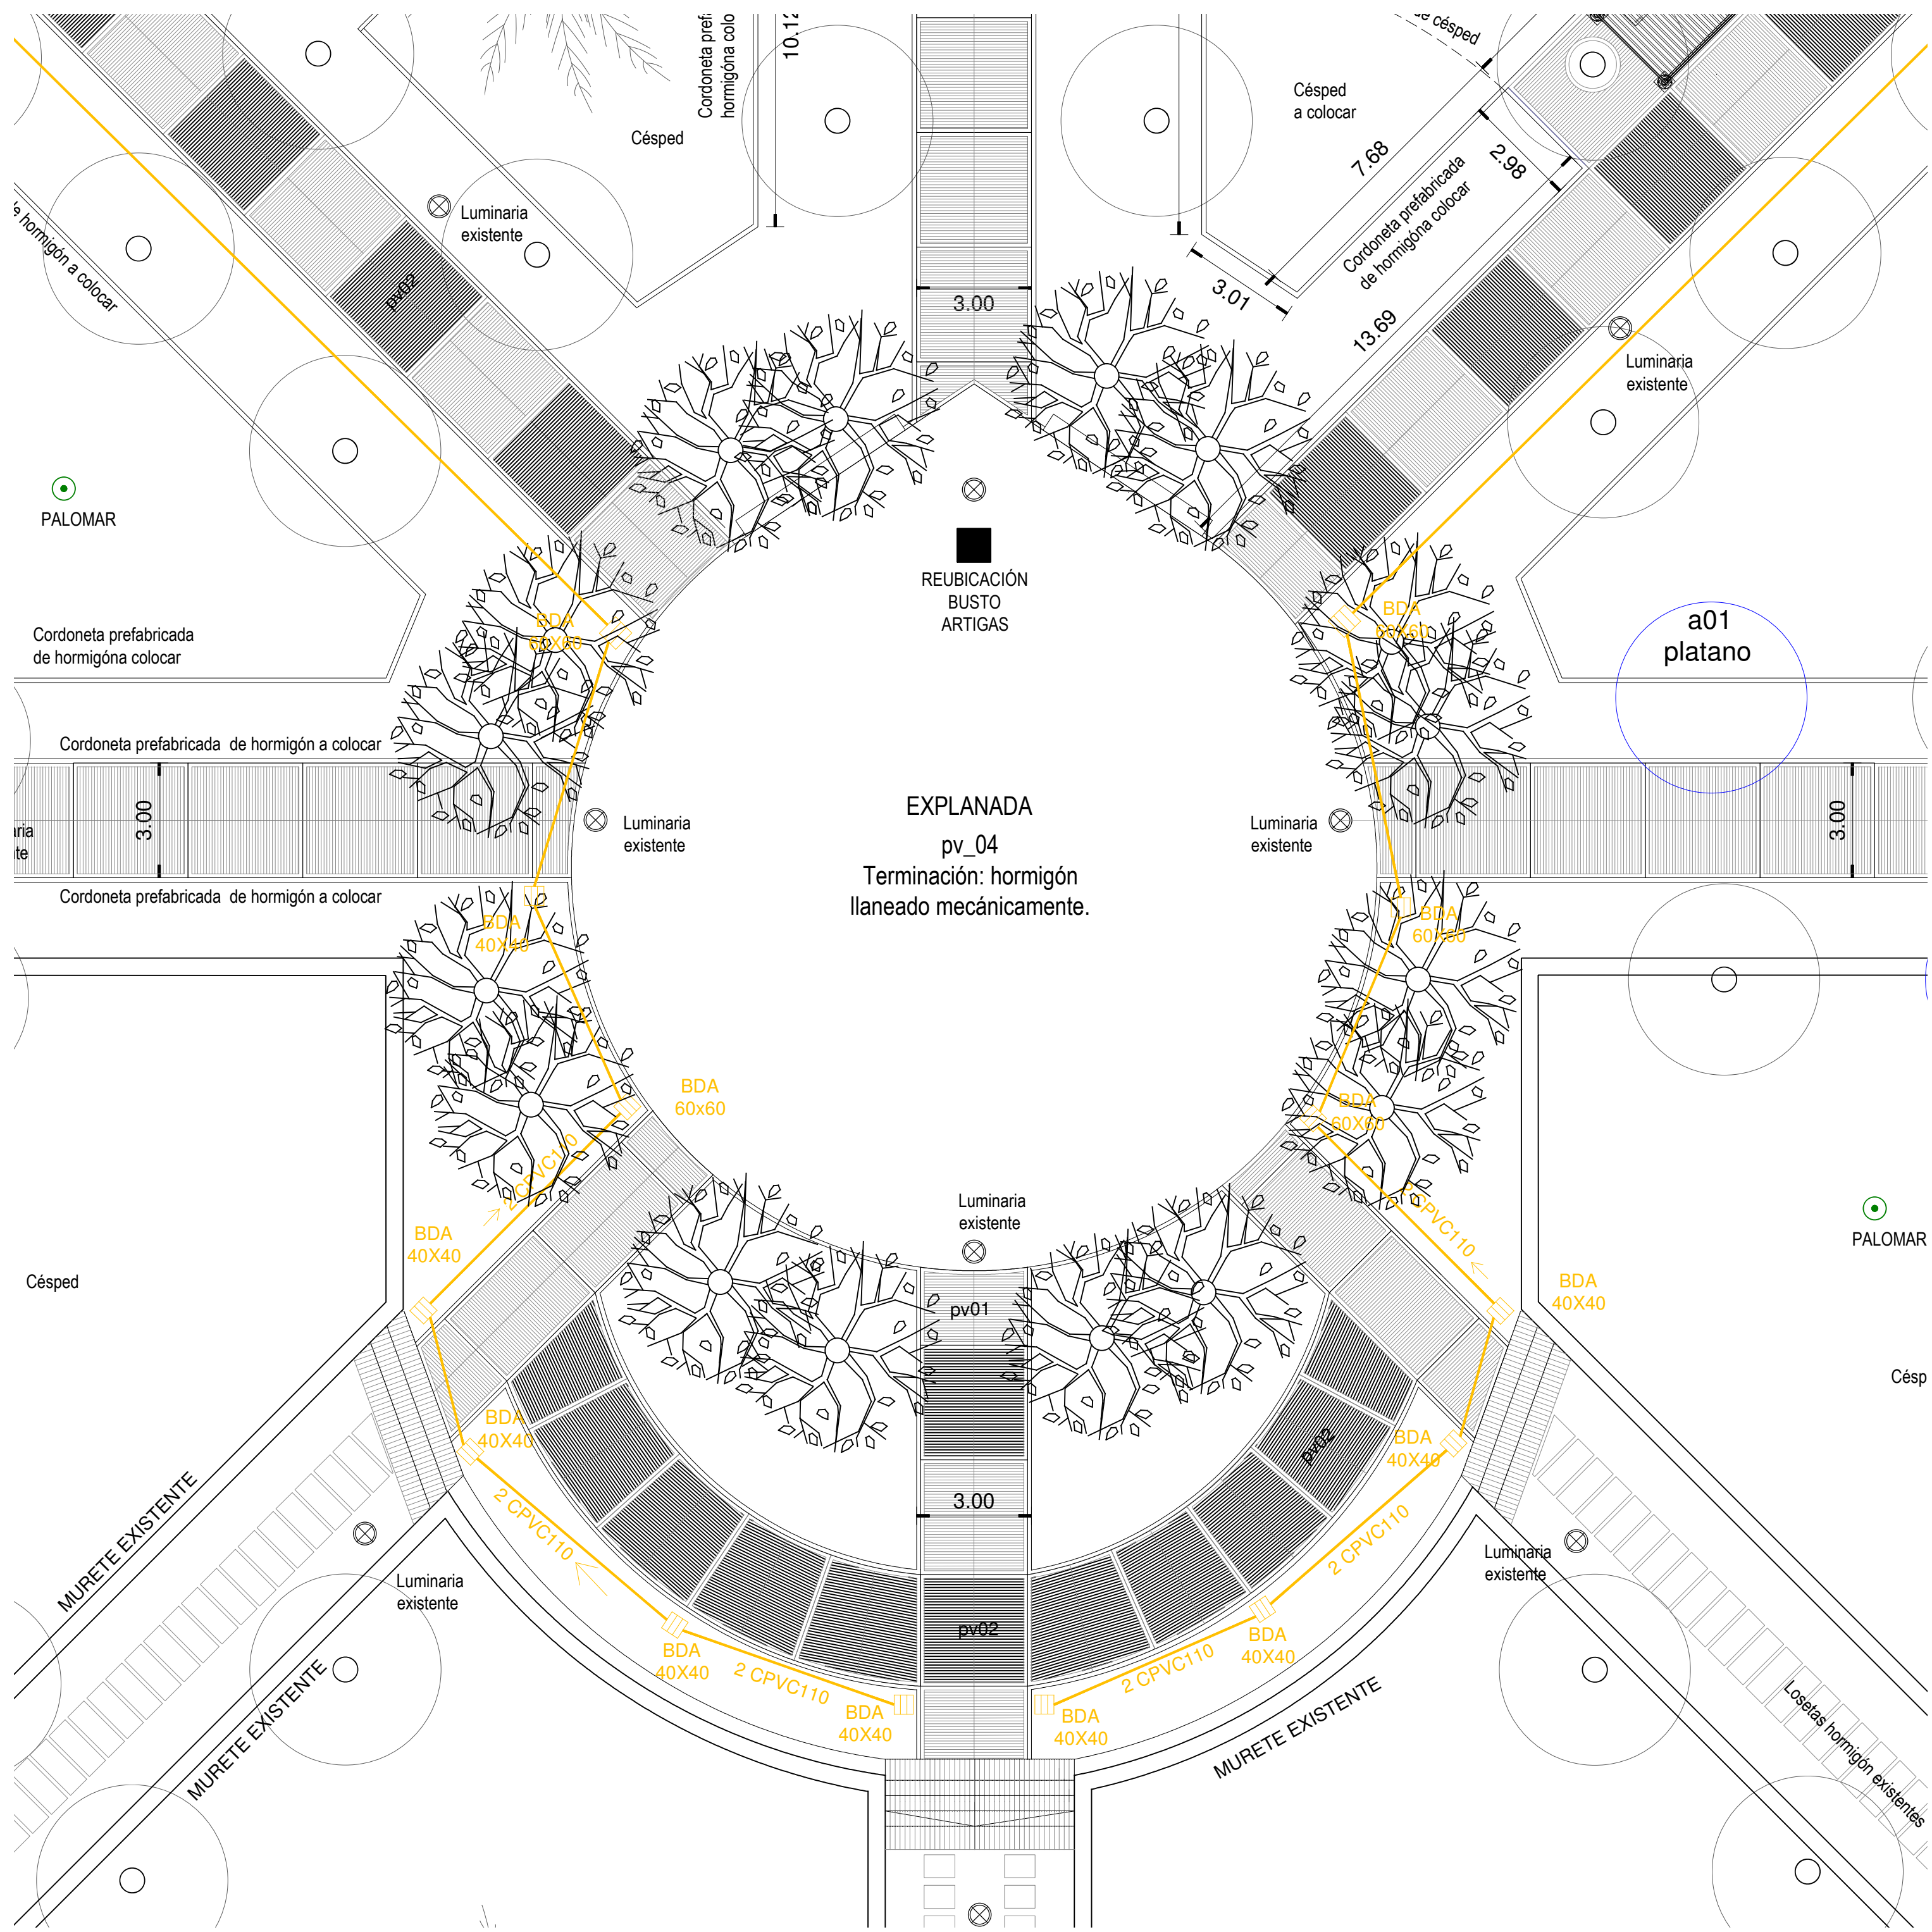 de césped
Cordoneta prefa
hormigóna colo
10.12
Césped
Césped
a colocar
7.68
2.98
Cordoneta prefabricada
de hormigóna colocar
3.01
13.69
Luminaria
existente
de hormigón a colocar
pv02
3.00
Luminaria
existente
PALOMAR
REUBICACIÓN
BUSTO
ARTIGAS
BDA
60X60
BDA
60X60
a01
platano
Cordoneta prefabricada
de hormigóna colocar
Cordoneta prefabricada  de hormigón a colocar
3.00
Luminaria
existente
EXPLANADA
pv_04
Terminación: hormigón
llaneado mecánicamente.
Luminaria
existente
3.00
Cordoneta prefabricada  de hormigón a colocar
BDA
40X40
BDA
60X60
BDA
60x60
BDA
60X60
2 CPVC110
2 CPVC110
Luminaria
existente
BDA
40X40
PALOMAR
Césped
BDA
40X40
pv01
Césp
BDA
40X40
BDA
40X40
pv02
3.00
2 CPVC110
2 CPVC110
MURETE EXISTENTE
Luminaria
existente
Luminaria
existente
pv02
BDA
40X40
BDA
40X40
2 CPVC110
2 CPVC110
BDA
40X40
BDA
40X40
MURETE EXISTENTE
MURETE EXISTENTE
Losetas hormigón existentes